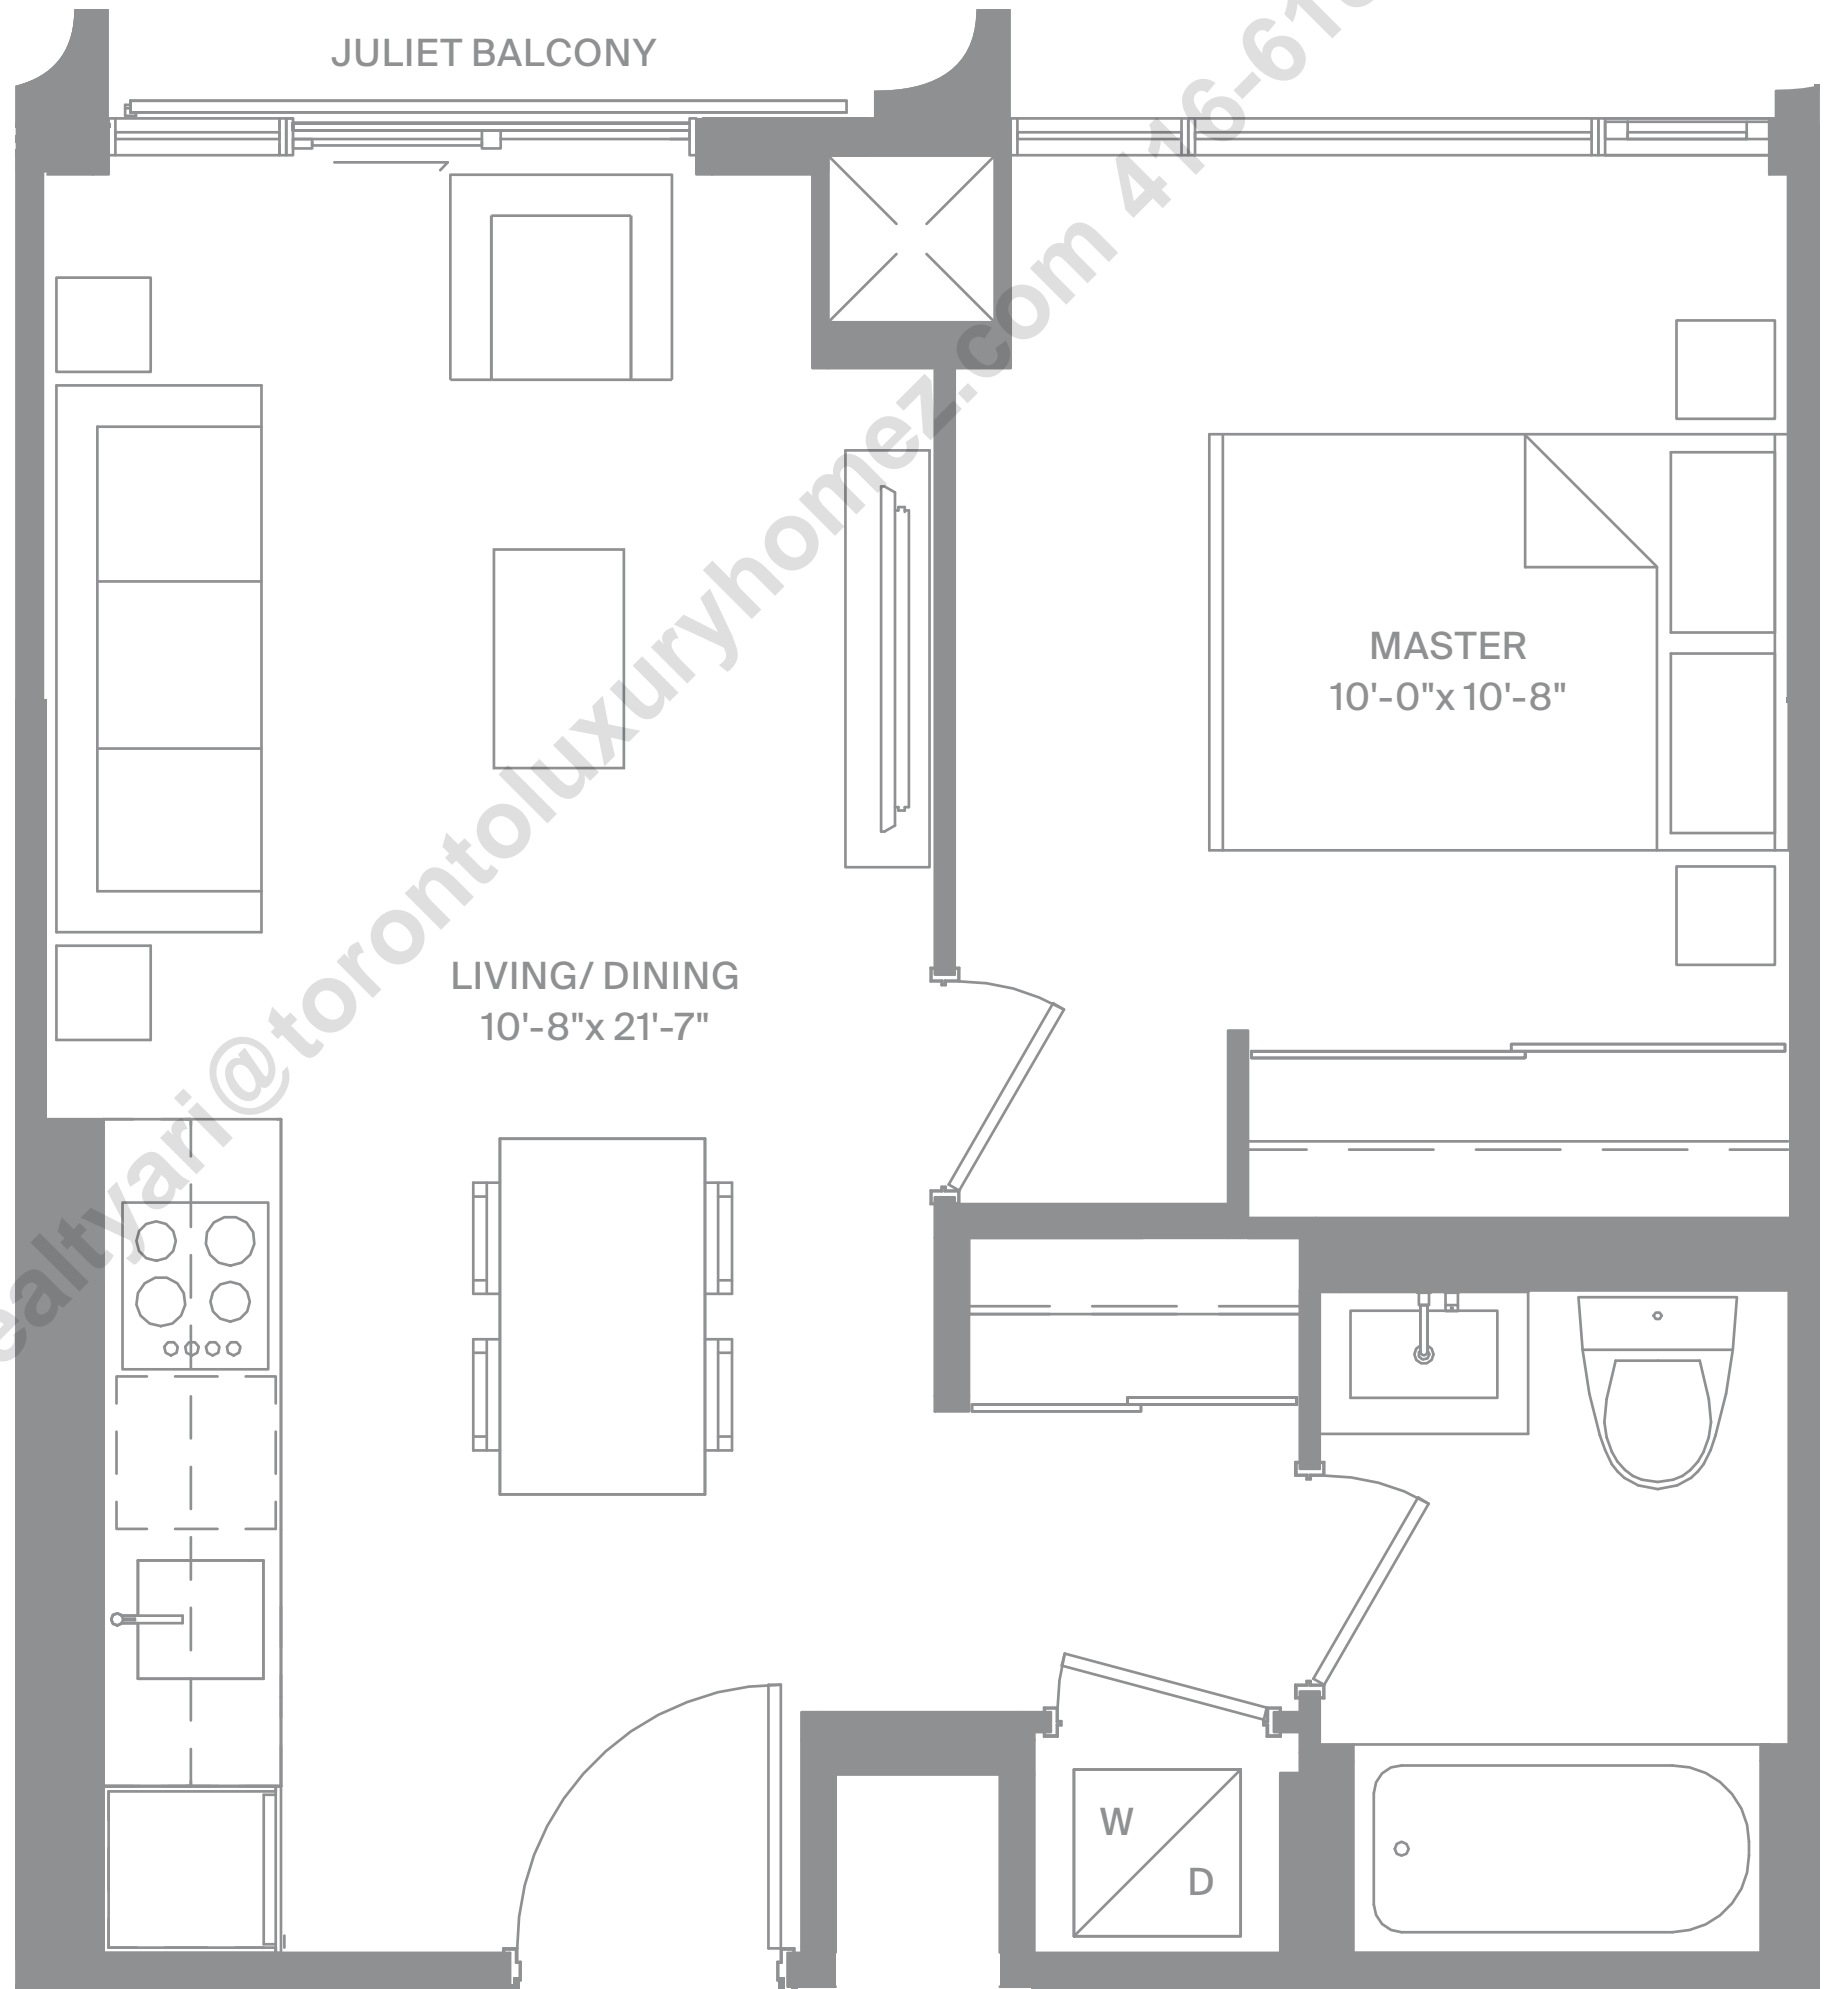 JULIET BALCONY
MASTER
10'-0"x 10'-8"
LIVING/ DINING
10'-8"x 21'-7"
W
D
@torontoluxuryhomez.com